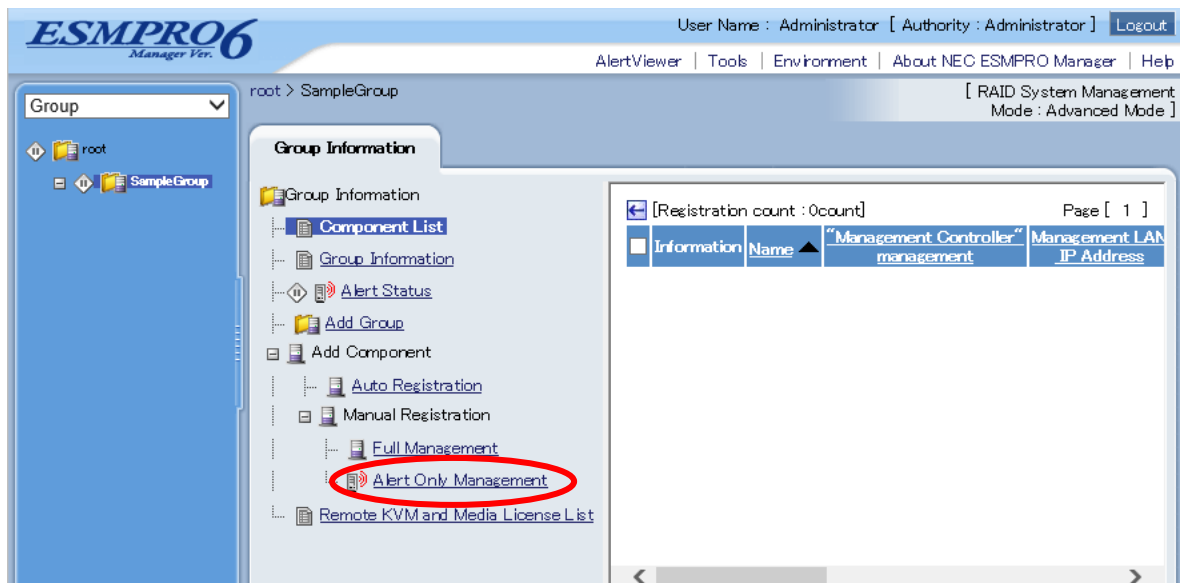 ESMPRO6
Manager Ver.
User Name : Administrator [ Authority : Administrator ] Logout
AlertViewer | Tools | Environment | About NEC ESMPRO Manager | Help
Group
root > SampleGroup
[ RAID System Management
Mode : Advanced Mode ]
root
SampleGroup
Group Information
Group Information
Component List
Group Information
Alert Status
Add Group
Add Component
Auto Registration
Manual Registration
Full Management
Alert Only Management
Remote KVM and Media License List
[Registration count : 0count] Page [ 1 ]
Information Name "Management Controller" management Management LAN IP Address